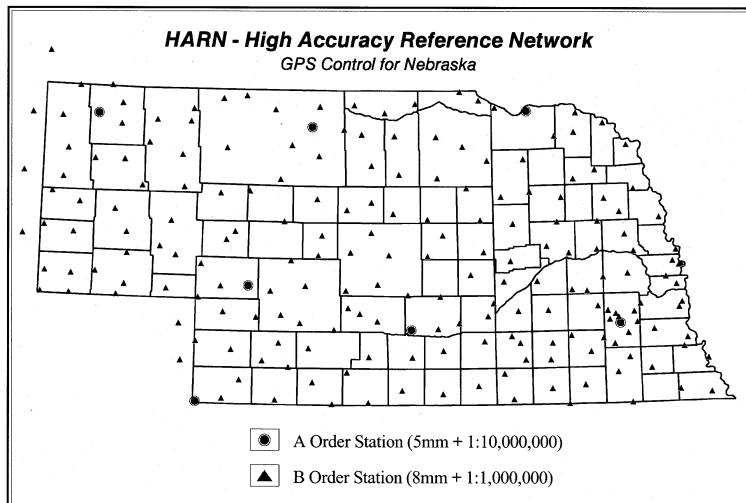 HARN - High Accuracy Reference Network
GPS Control for Nebraska
A Order Station (5mm + 1:10,000,000)
B Order Station (8mm + 1:1,000,000)